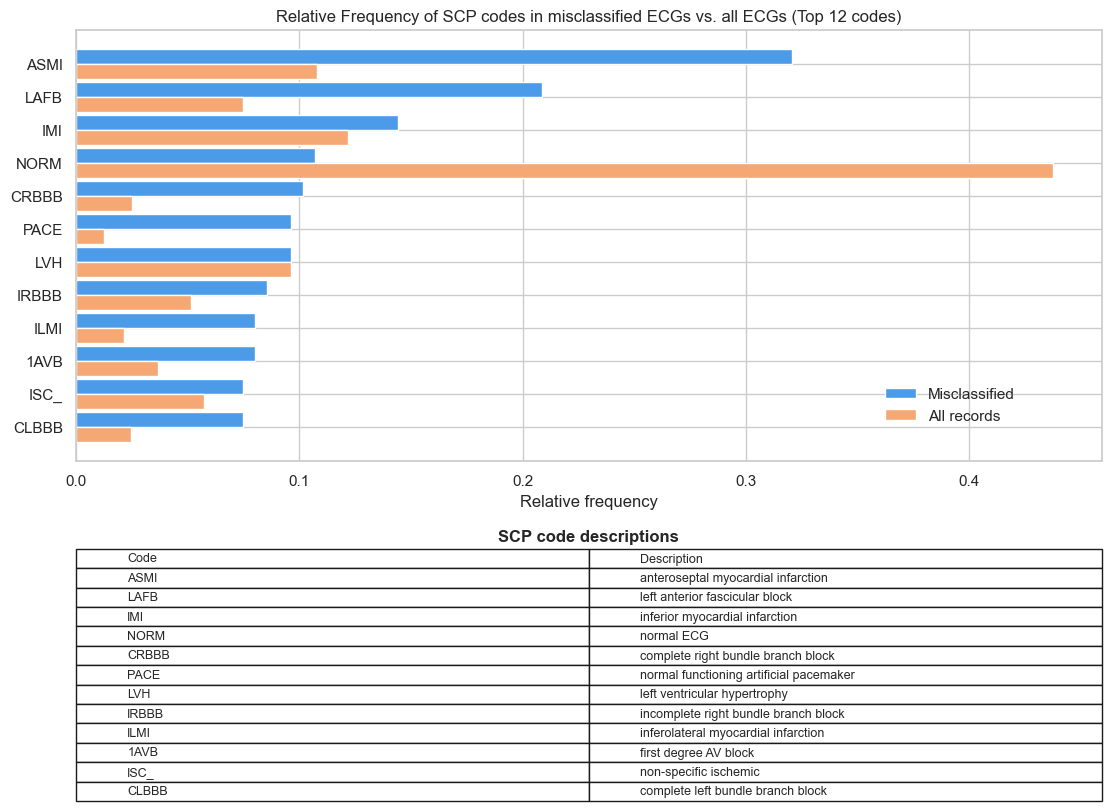 Relative Frequency of SCP codes in misclassified ECGs vs. all ECGs (Top 12 codes)
ASMI
LAFB
IMI
NORM
CRBBB
PACE
LVH
IRBBB
ILMI
1AVB
ISC_
CLBBB
Misclassified
All records
0.0 0.1 0.2 0.3 0.4
Relative frequency
SCP code descriptions
Code Description
ASMI anteroseptal myocardial infarction
LAFB left anterior fascicular block
IMI inferior myocardial infarction
NORM normal ECG
CRBBB complete right bundle branch block
PACE normal functioning artificial pacemaker
LVH left ventricular hypertrophy
IRBBB incomplete right bundle branch block
ILMI inferolateral myocardial infarction
1AVB first degree AV block
ISC_ non-specific ischemic
CLBBB complete left bundle branch block